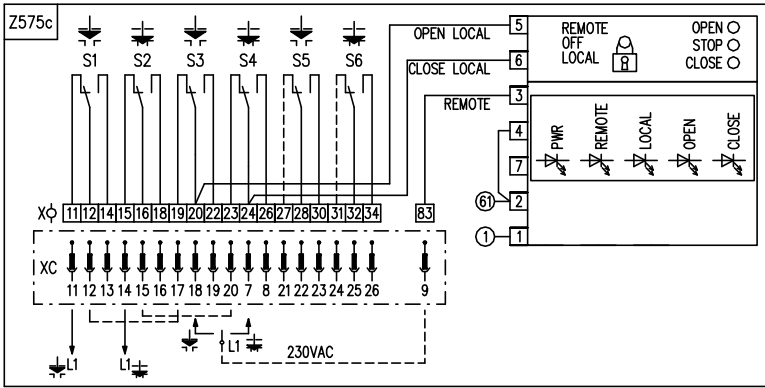 Z575c
S1 S2 S3 S4 S5 S6
OPEN LOCAL
CLOSE LOCAL
REMOTE
5
6
3
4
7
2
1
61
1
REMOTE
OFF
LOCAL
OPEN
STOP
CLOSE
PWR
REMOTE
LOCAL
OPEN
CLOSE
X 11 12 14 15 16 18 19 20 22 23 24 26 27 28 30 31 32 34 83
XC
11 12 13 14 15 16 17 18 19 20 7 8 21 22 23 24 25 26 9
L1 L1 L1 230VAC